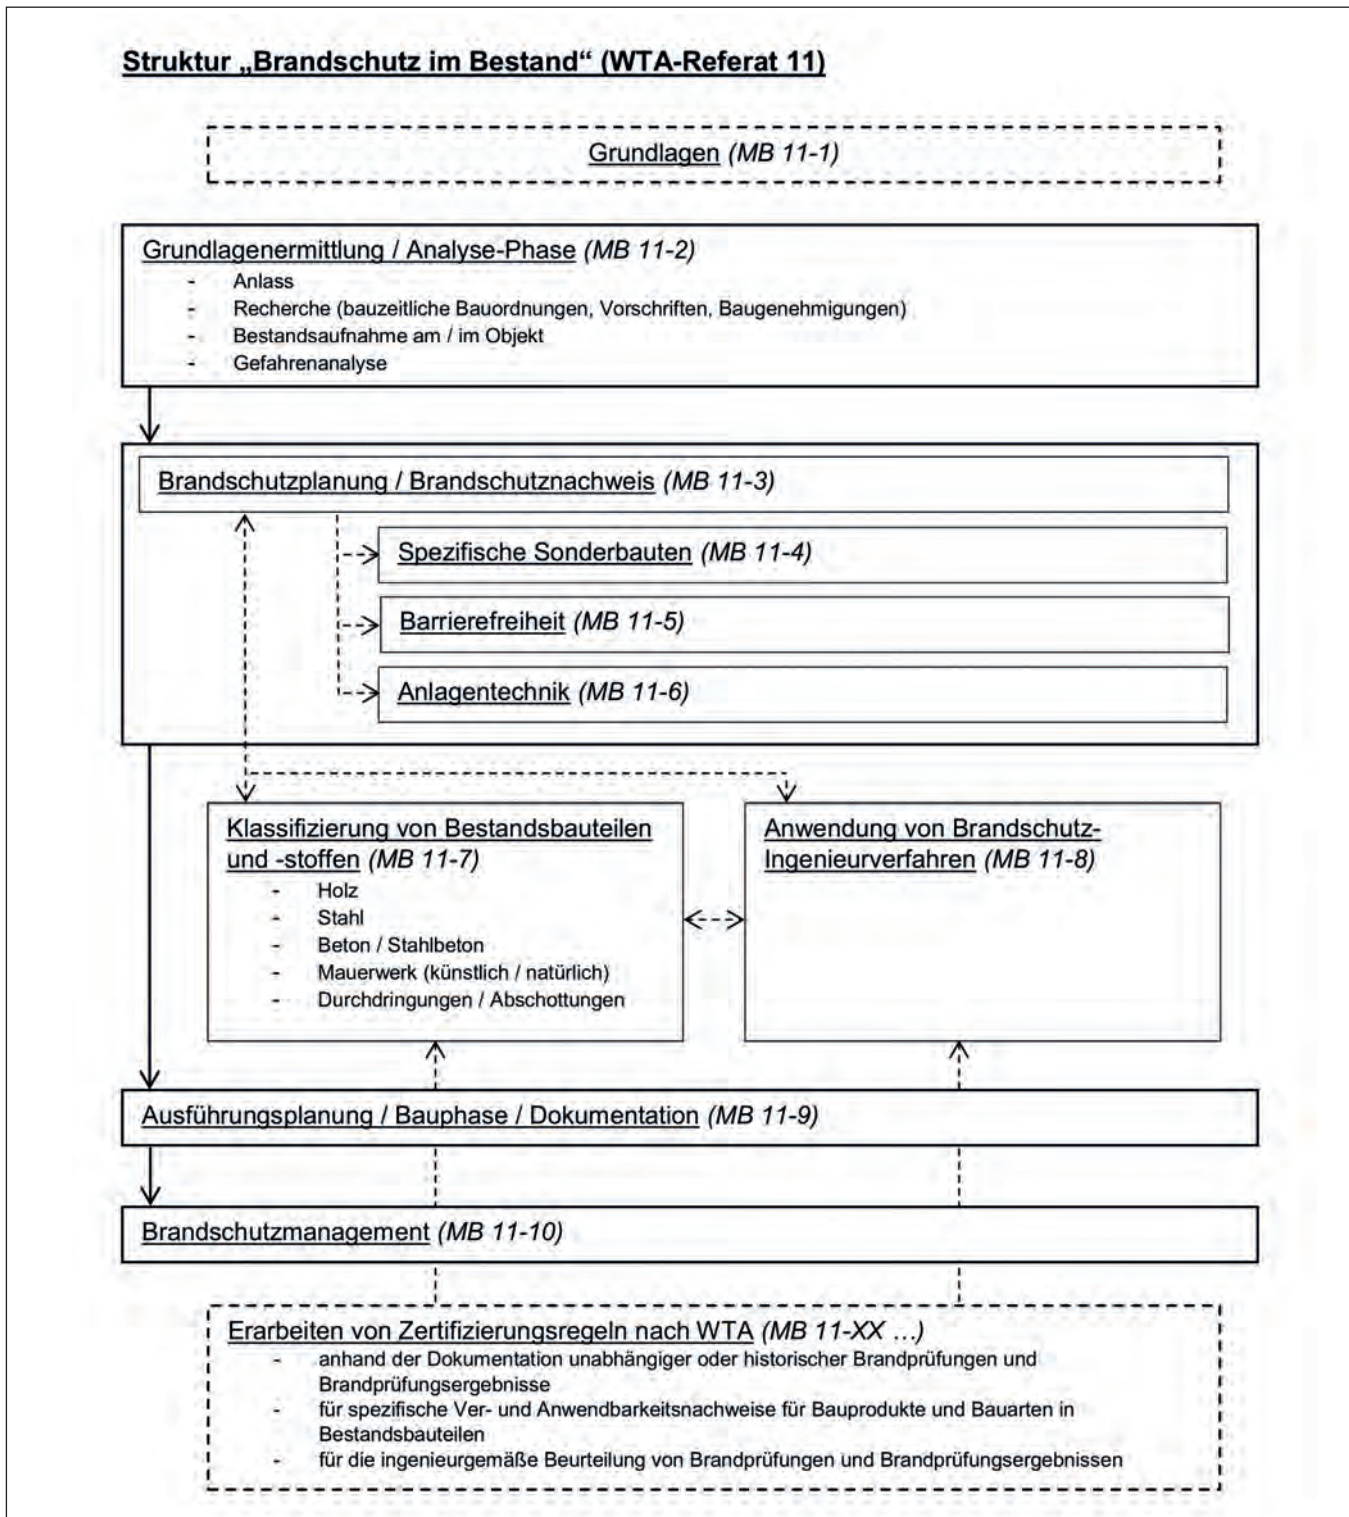 Struktur „Brandschutz im Bestand“ (WTA-Referat 11)
Grundlagen (MB 11-1)
Grundlagenermittlung / Analyse-Phase (MB 11-2)
- Anlass
- Recherche (bauzeitliche Bauordnungen, Vorschriften, Baugenehmigungen)
- Bestandsaufnahme am / im Objekt
- Gefahrenanalyse
Brandschutzplanung / Brandschutznachweis (MB 11-3)
Spezifische Sonderbauten (MB 11-4)
Barrierefreiheit (MB 11-5)
Anlagentechnik (MB 11-6)
Klassifizierung von Bestandsbauteilen
und -stoffen (MB 11-7)
- Holz
- Stahl
- Beton / Stahlbeton
- Mauerwerk (künstlich / natürlich)
- Durchdringungen / Abschottungen
Anwendung von Brandschutz-
Ingenieurverfahren (MB 11-8)
Ausführungsplanung / Bauphase / Dokumentation (MB 11-9)
Brandschutzmanagement (MB 11-10)
Erarbeiten von Zertifizierungsregeln nach WTA (MB 11-XX …)
- anhand der Dokumentation unabhängiger oder historischer Brandprüfungen und
Brandprüfungsergebnisse
- für spezifische Ver- und Anwendbarkeitsnachweise für Bauprodukte und Bauarten in
Bestandsbauteilen
- für die ingenieurgemäße Beurteilung von Brandprüfungen und Brandprüfungsergebnissen